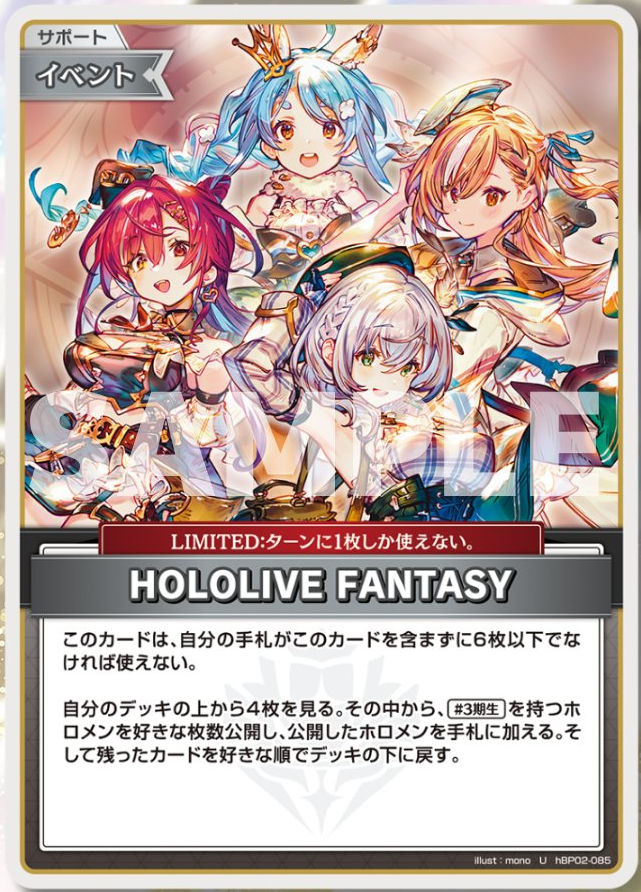 サポート
イベント
SAMPLE
LIMITED:ターンに1枚しか使えない。
HOLOLIVE FANTASY
このカードは、自分の手札がこのカードを含まずに6枚以下でな
ければ使えない。
自分のデッキの上から4枚を見る。その中から、#3期生を持つホ
ロメンを好きな枚数公開し、公開したホロメンを手札に加える。そ
して残ったカードを好きな順でデッキの下に戻す。
illust : mono U hBP02-085